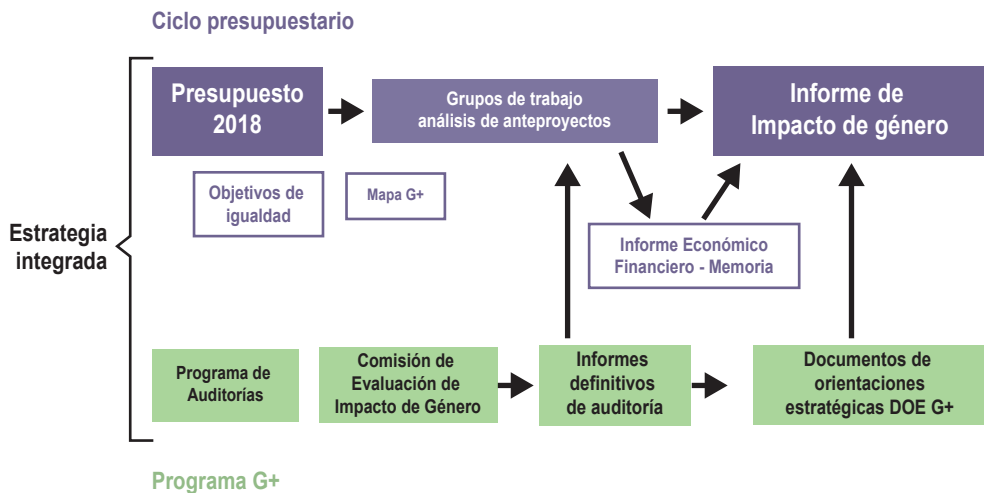 Ciclo presupuestario
Presupuesto
2018
Grupos de trabajo
análisis de anteproyectos
Informe de
Impacto de género
Objetivos de
igualdad
Mapa G+
Informe Económico
Financiero - Memoria
Estrategia
integrada
Programa de
Auditorías
Comisión de
Evaluación de
Impacto de Género
Informes
definitivos
de auditoría
Documentos de
orientaciones
estratégicas DOE G+
Programa G+